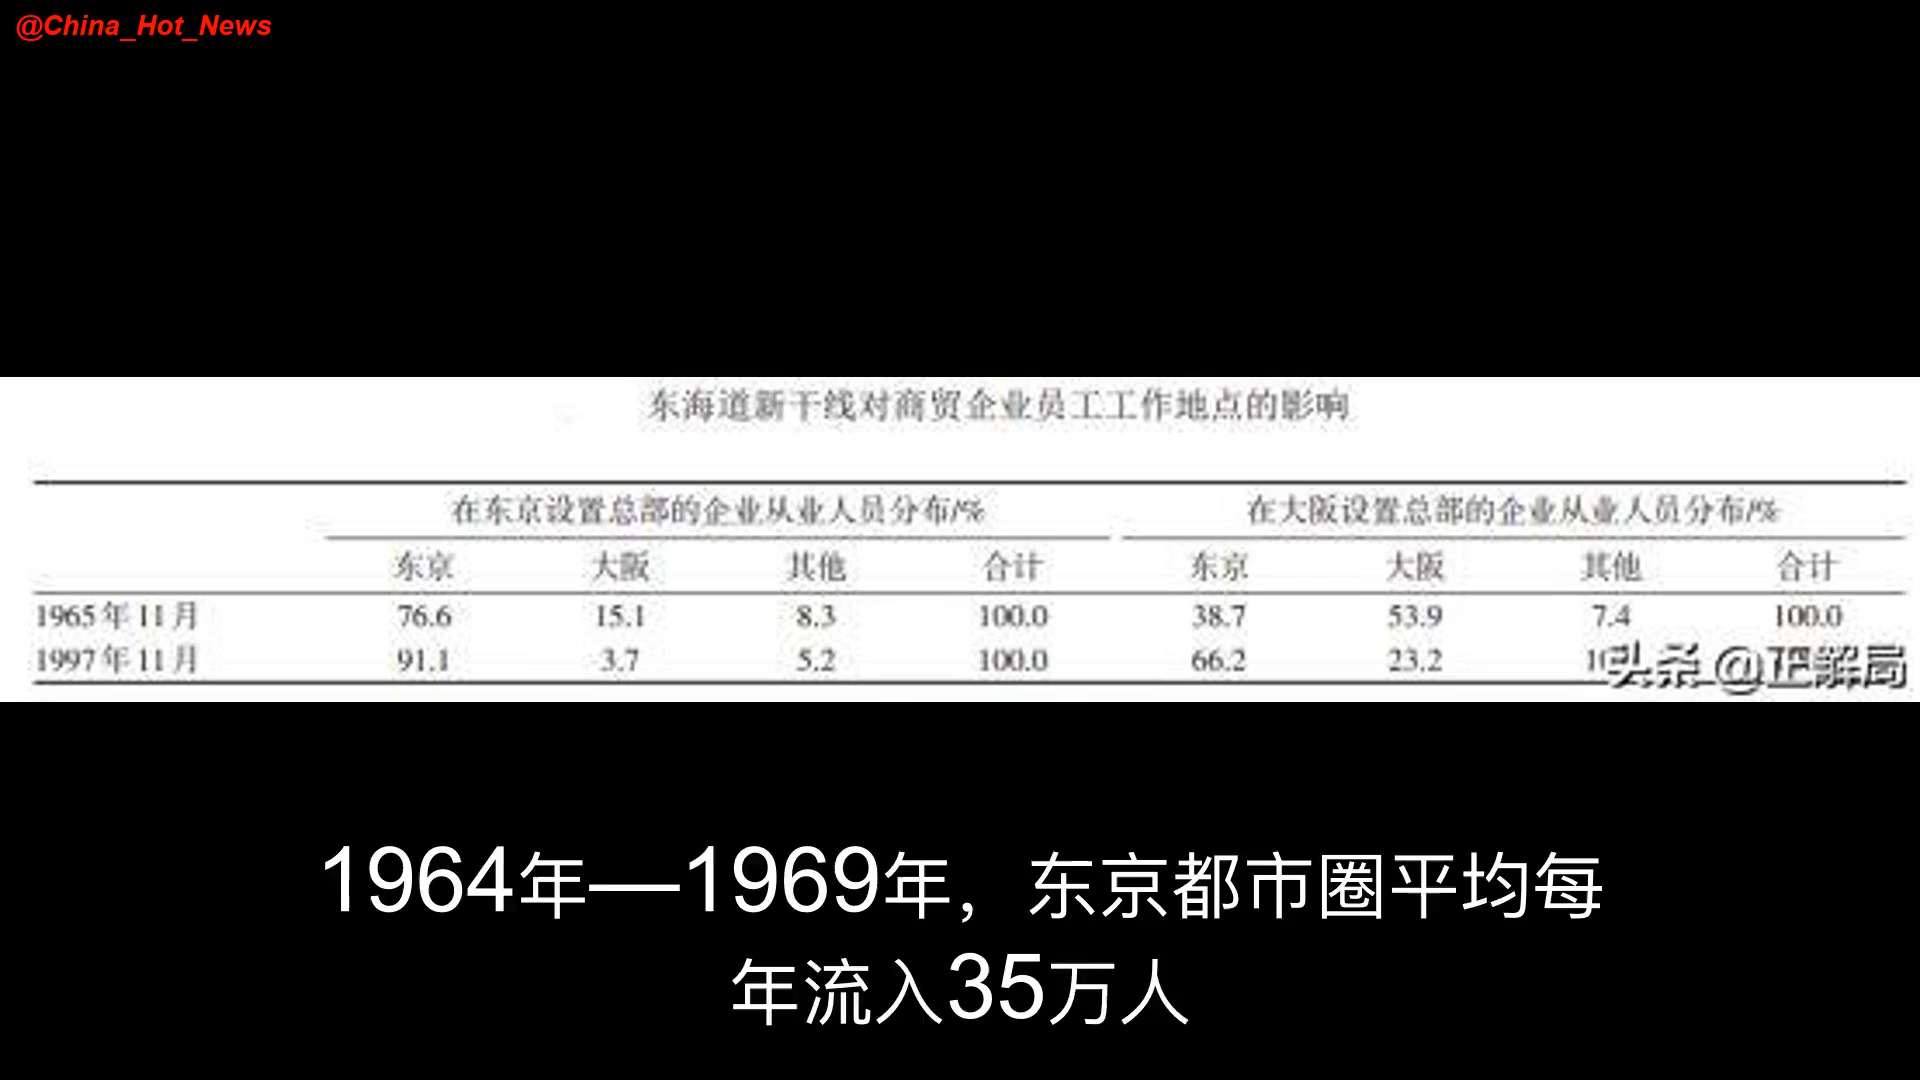 @China_Hot_News
东海道新干线对商贸企业员工工作地点的影响
在东京设置总部的企业从业人员分布/% 在大阪设置总部的企业从业人员分布/%
东京 大阪 其他 合计 东京 大阪 其他 合计
1965年11月 76.6 15.1 8.3 100.0 38.7 53.9 7.4 100.0
1997年11月 91.1 3.7 5.2 100.0 66.2 23.2
头条 @正解局
1964年—1969年，东京都市圈平均每
年流入35万人